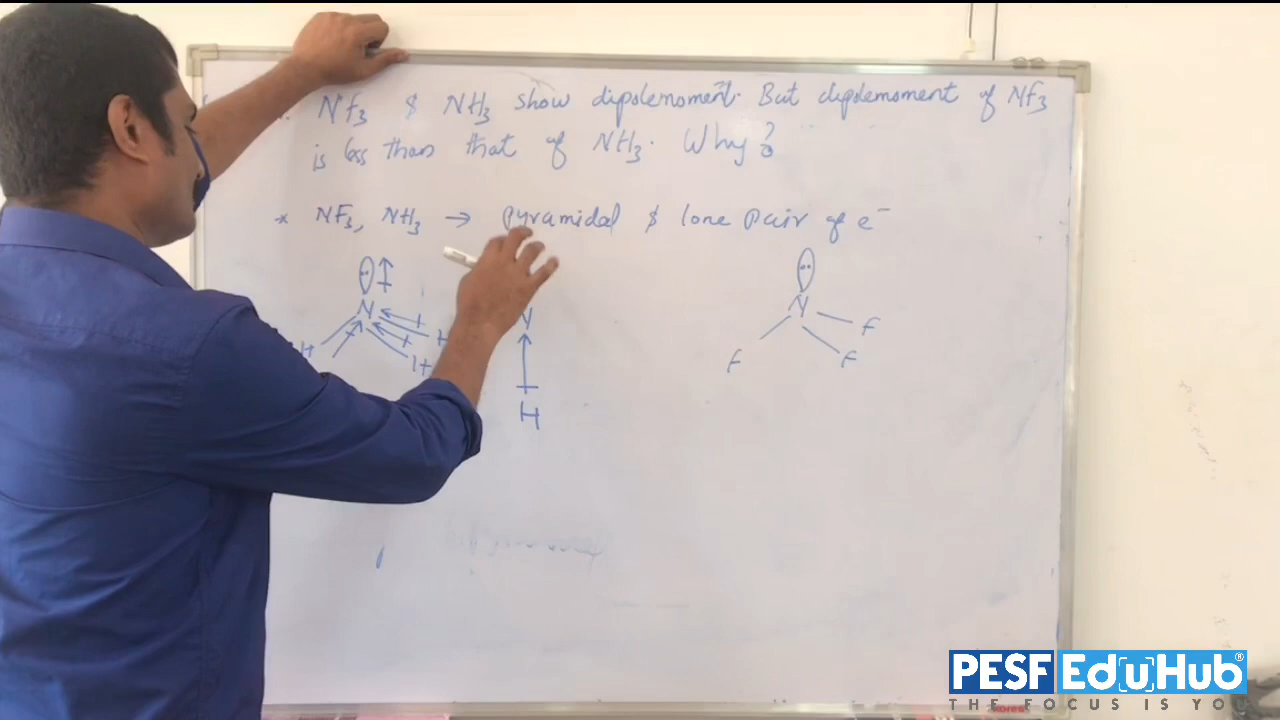 NF₃ & NH₃ show dipolemoment. But dipolemoment of NF₃
is less than that of NH₃. Why?
* NF₃, NH₃ → pyramidal & lone pair of e⁻
N
H
H
H
N
H
N
F
F
F
PESF EduHub®
THE FOCUS IS YOU